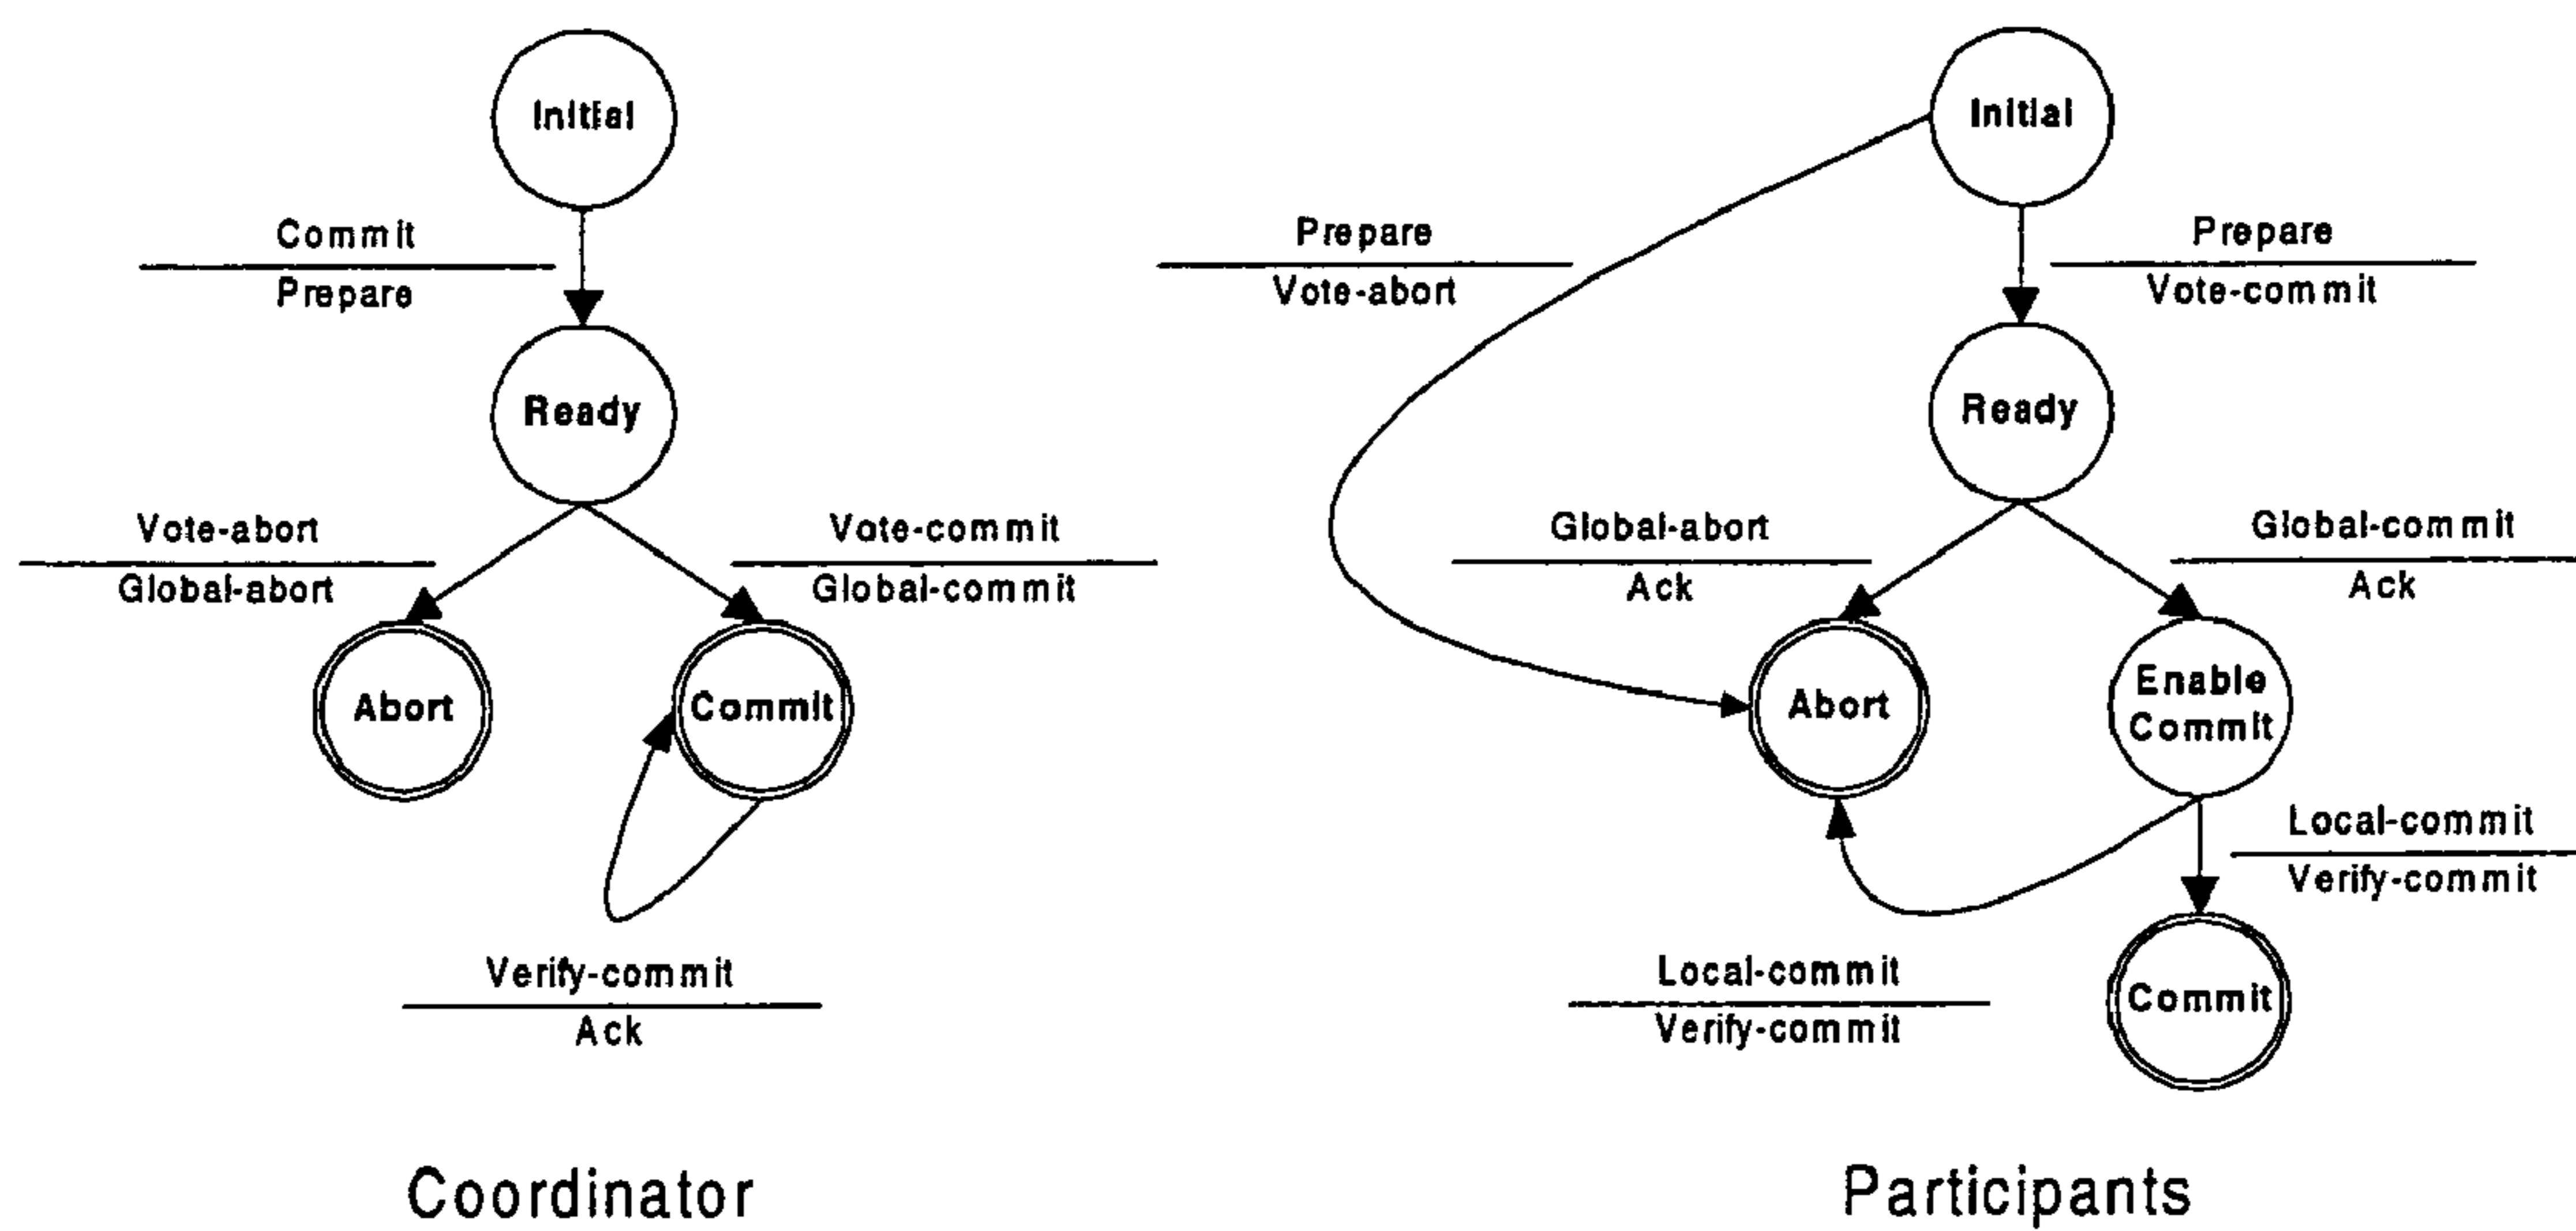 Initial
Commit
Prepare
Ready
Vote-abort
Global-abort
Vote-commit
Global-commit
Abort
Commit
Verify-commit
Ack
Coordinator
Initial
Prepare
Vote-abort
Prepare
Vote-commit
Ready
Global-abort
Ack
Global-commit
Ack
Abort
Enable
Commit
Local-commit
Verify-commit
Local-commit
Verify-commit
Commit
Participants